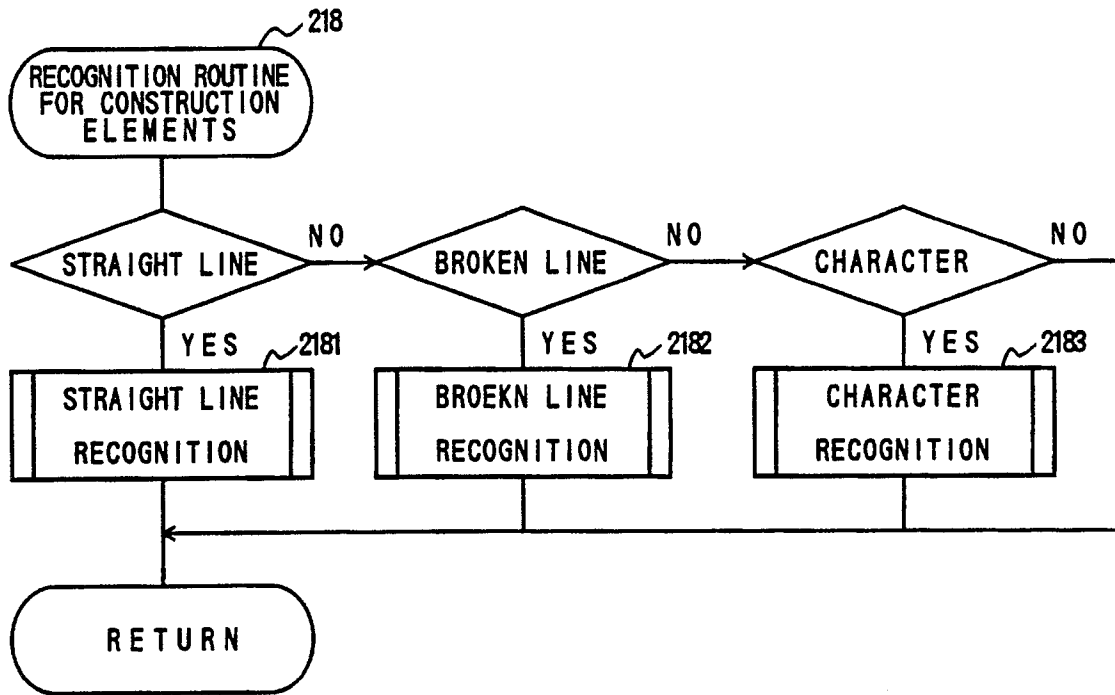 218
RECOGNITION ROUTINE
FOR CONSTRUCTION
ELEMENTS
STRAIGHT LINE
NO
BROKEN LINE
NO
CHARACTER
NO
YES
2181
YES
2182
YES
2183
STRAIGHT LINE
RECOGNITION
BROEKN LINE
RECOGNITION
CHARACTER
RECOGNITION
RETURN